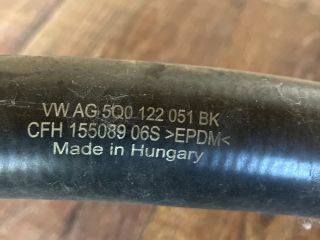 VW AG 5Q0 122 051 BK
CFH 155089 06S >EPDM<
Made in Hungary